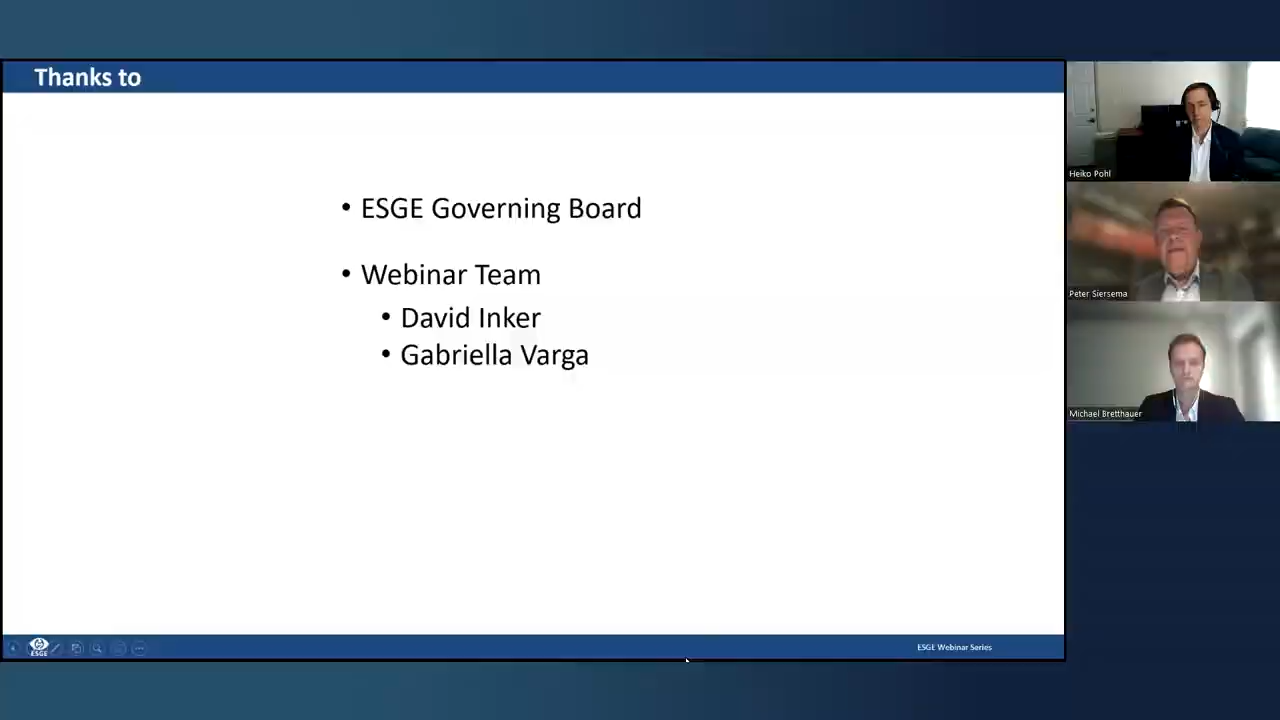 Thanks to
• ESGE Governing Board
• Webinar Team
• David Inker
• Gabriella Varga
Heiko Pohl
Peter Siersema
Michael Bretthauer
ESGE
ESGE Webinar Series